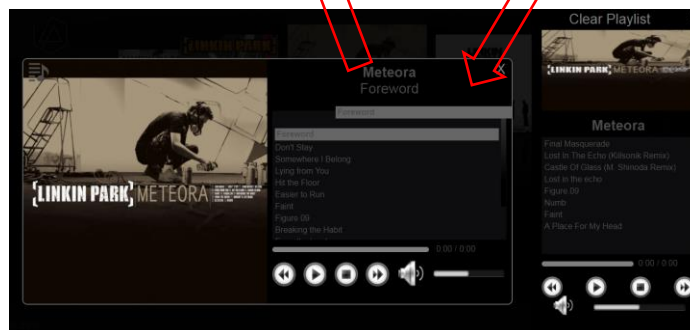 Clear Playlist
LINKIN PARK
LINKIN PARK METEORA
Meteora
Foreword
X
Foreword
Foreword
Don't Stay
Somewhere I Belong
Lying from You
Hit the Floor
Easier to Run
Faint
Figure 09
Breaking the Habit
0:00 / 0:00
[LINKIN PARK] METEORA
Meteora
Final Masquerade
Lost In The Echo (Killsonik Remix)
Castle Of Glass (M. Shinoda Remix)
Lost in the echo
Figure.09
Numb
Faint
A Place For My Head
0:00 / 0:00